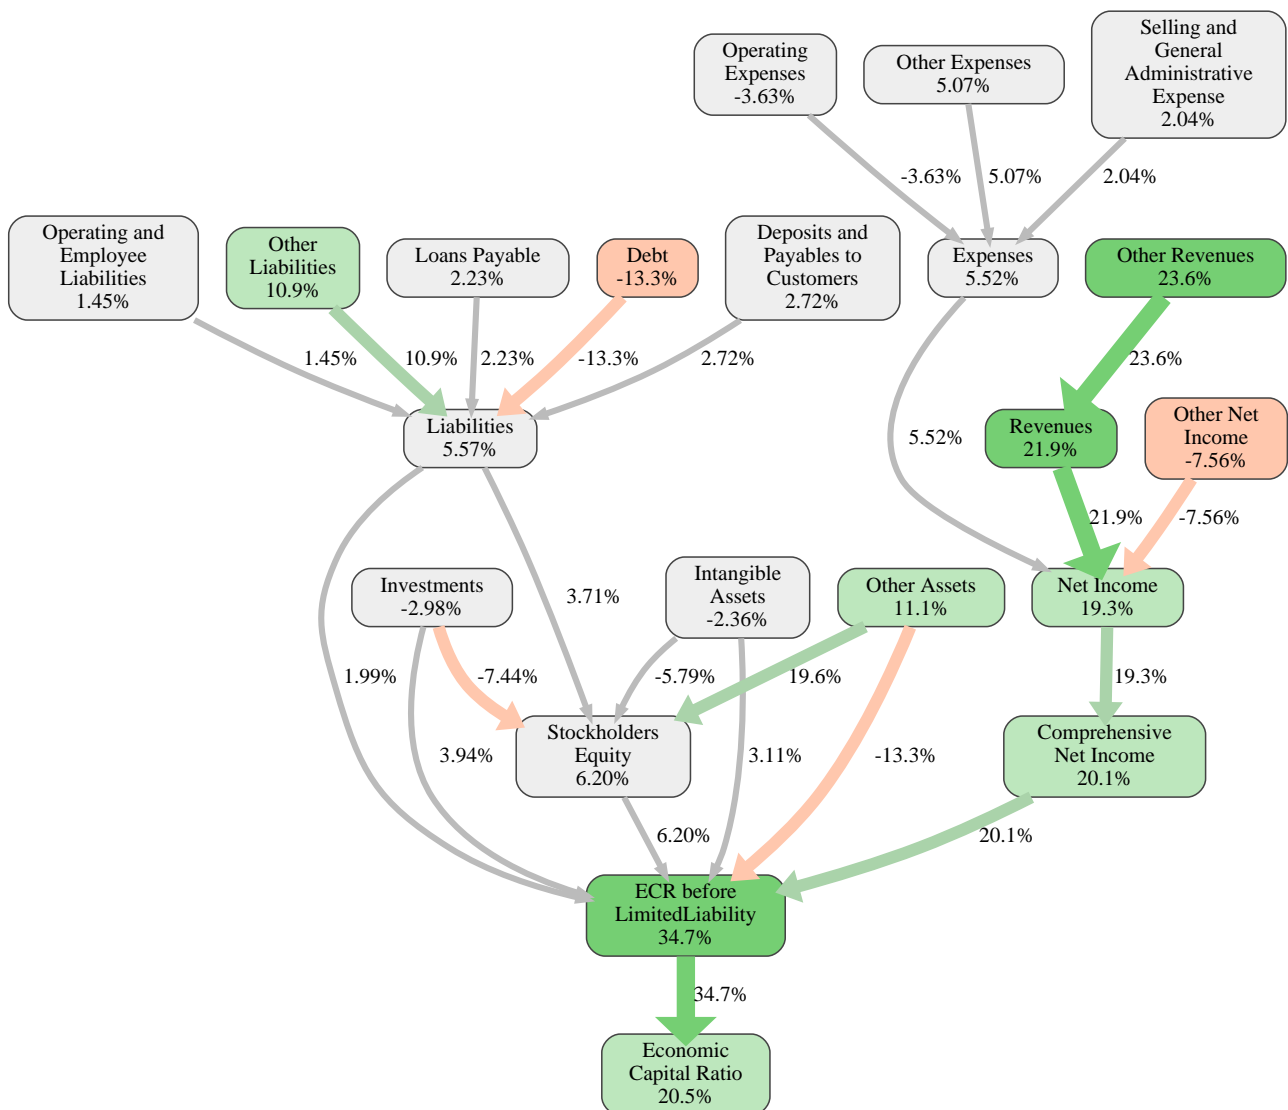 Operating
Expenses
-3.63%
Other Expenses
5.07%
Selling and
General
Administrative
Expense
2.04%
-3.63%
5.07%
2.04%
Operating and
Employee
Liabilities
1.45%
Other
Liabilities
10.9%
Loans Payable
2.23%
Debt
-13.3%
Deposits and
Payables to
Customers
2.72%
Expenses
5.52%
Other Revenues
23.6%
1.45%
10.9%
2.23%
-13.3%
2.72%
23.6%
Liabilities
5.57%
5.52%
Revenues
21.9%
Other Net
Income
-7.56%
21.9%
-7.56%
Investments
-2.98%
3.71%
Intangible
Assets
-2.36%
Other Assets
11.1%
Net Income
19.3%
1.99%
-7.44%
-5.79%
19.6%
19.3%
3.94%
Stockholders
Equity
6.20%
3.11%
-13.3%
Comprehensive
Net Income
20.1%
6.20%
20.1%
ECR before
LimitedLiability
34.7%
34.7%
Economic
Capital Ratio
20.5%